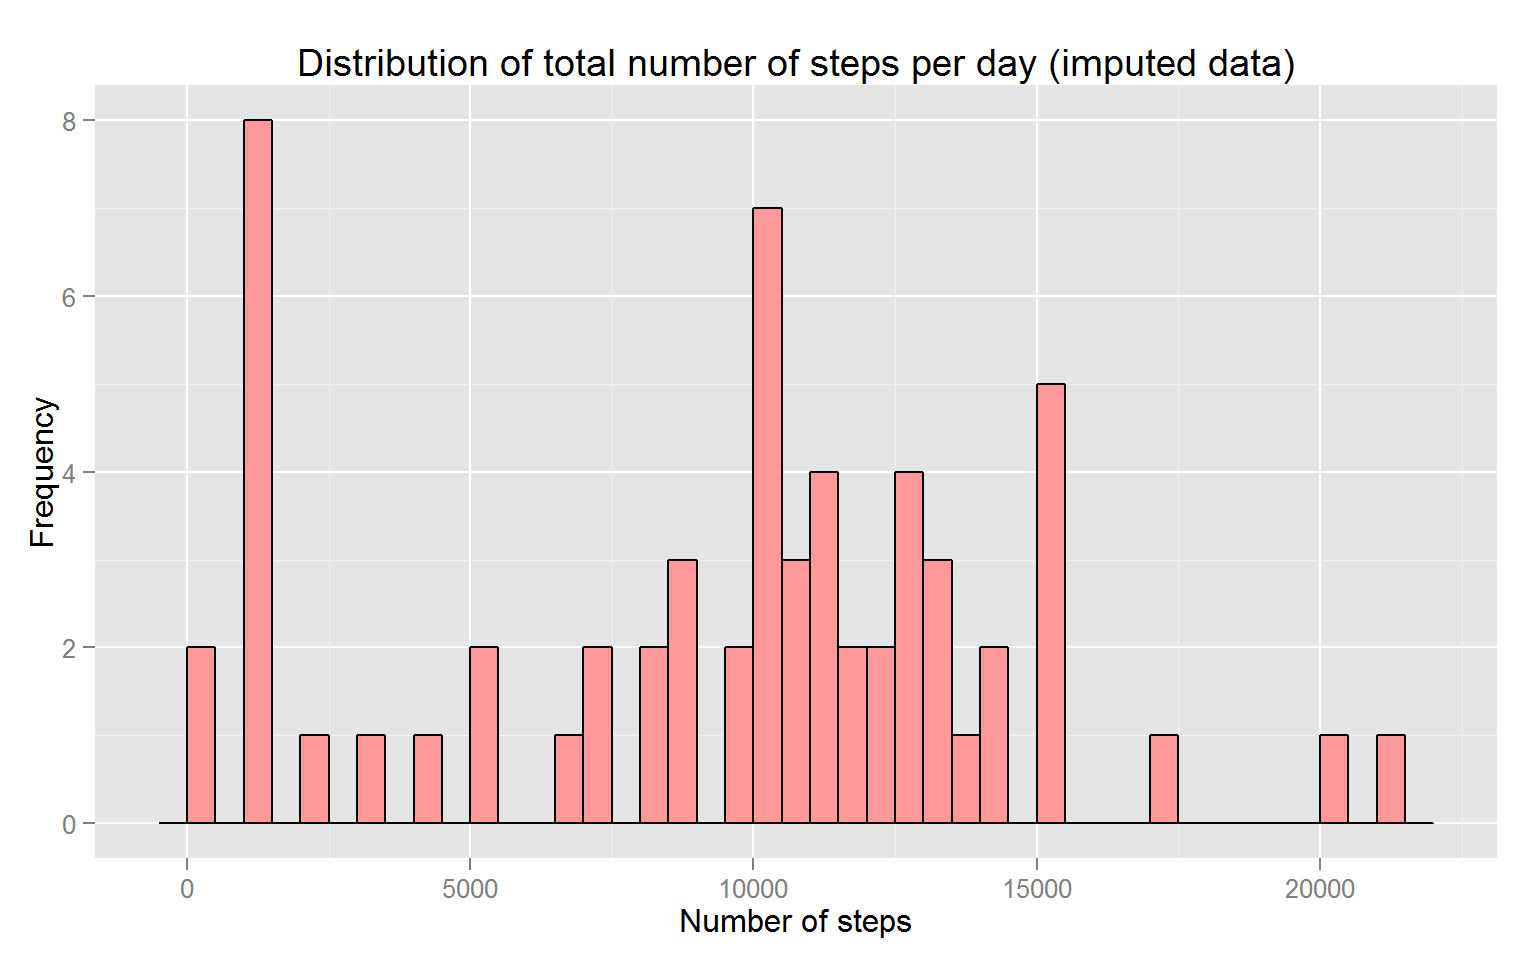 Distribution of total number of steps per day (imputed data)
8
6
4
2
0
Frequency
0 5000 10000 15000 20000
Number of steps